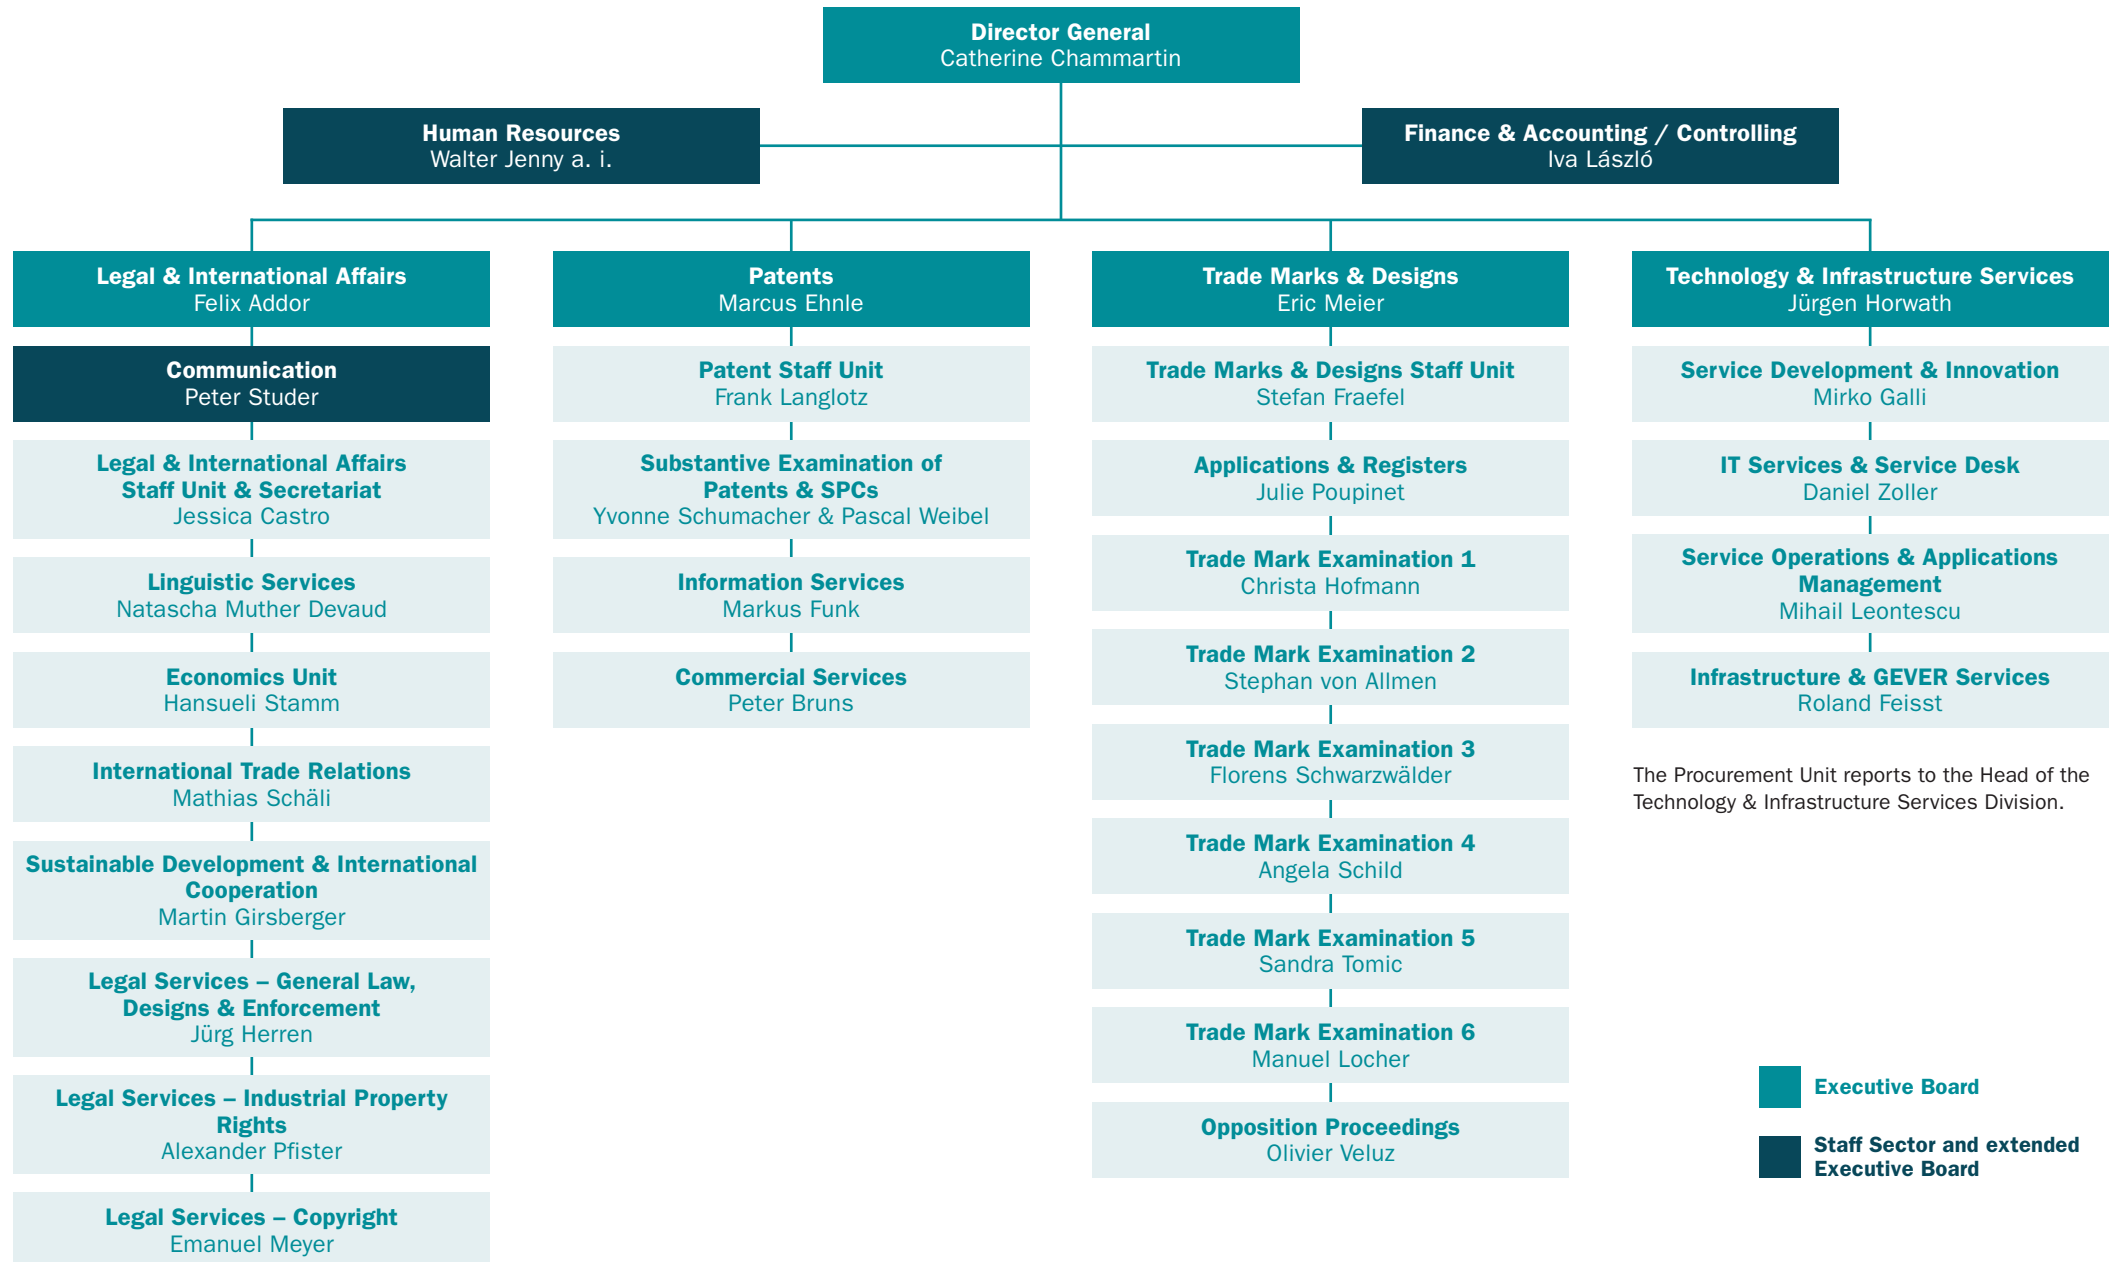 Director General
Catherine Chammartin
Human Resources
Walter Jenny a. i.
Finance & Accounting / Controlling
Iva László
Legal & International Affairs
Felix Addor
Communication
Peter Studer
Legal & International Affairs
Staff Unit & Secretariat
Jessica Castro
Linguistic Services
Natascha Muther Devaud
Economics Unit
Hansueli Stamm
International Trade Relations
Mathias Schäli
Sustainable Development & International
Cooperation
Martin Girsberger
Legal Services – General Law,
Designs & Enforcement
Jürg Herren
Legal Services – Industrial Property
Rights
Alexander Pfister
Legal Services – Copyright
Emanuel Meyer
Patents
Marcus Ehnle
Patent Staff Unit
Frank Langlotz
Substantive Examination of
Patents & SPCs
Yvonne Schumacher & Pascal Weibel
Information Services
Markus Funk
Commercial Services
Peter Bruns
Trade Marks & Designs
Eric Meier
Trade Marks & Designs Staff Unit
Stefan Fraefel
Applications & Registers
Julie Poupinet
Trade Mark Examination 1
Christa Hofmann
Trade Mark Examination 2
Stephan von Allmen
Trade Mark Examination 3
Florens Schwarzwälder
Trade Mark Examination 4
Angela Schild
Trade Mark Examination 5
Sandra Tomic
Trade Mark Examination 6
Manuel Locher
Opposition Proceedings
Olivier Veluz
Technology & Infrastructure Services
Jürgen Horwath
Service Development & Innovation
Mirko Galli
IT Services & Service Desk
Daniel Zoller
Service Operations & Applications
Management
Mihail Leontescu
Infrastructure & GEVER Services
Roland Feisst
The Procurement Unit reports to the Head of the
Technology & Infrastructure Services Division.
Executive Board
Staff Sector and extended
Executive Board